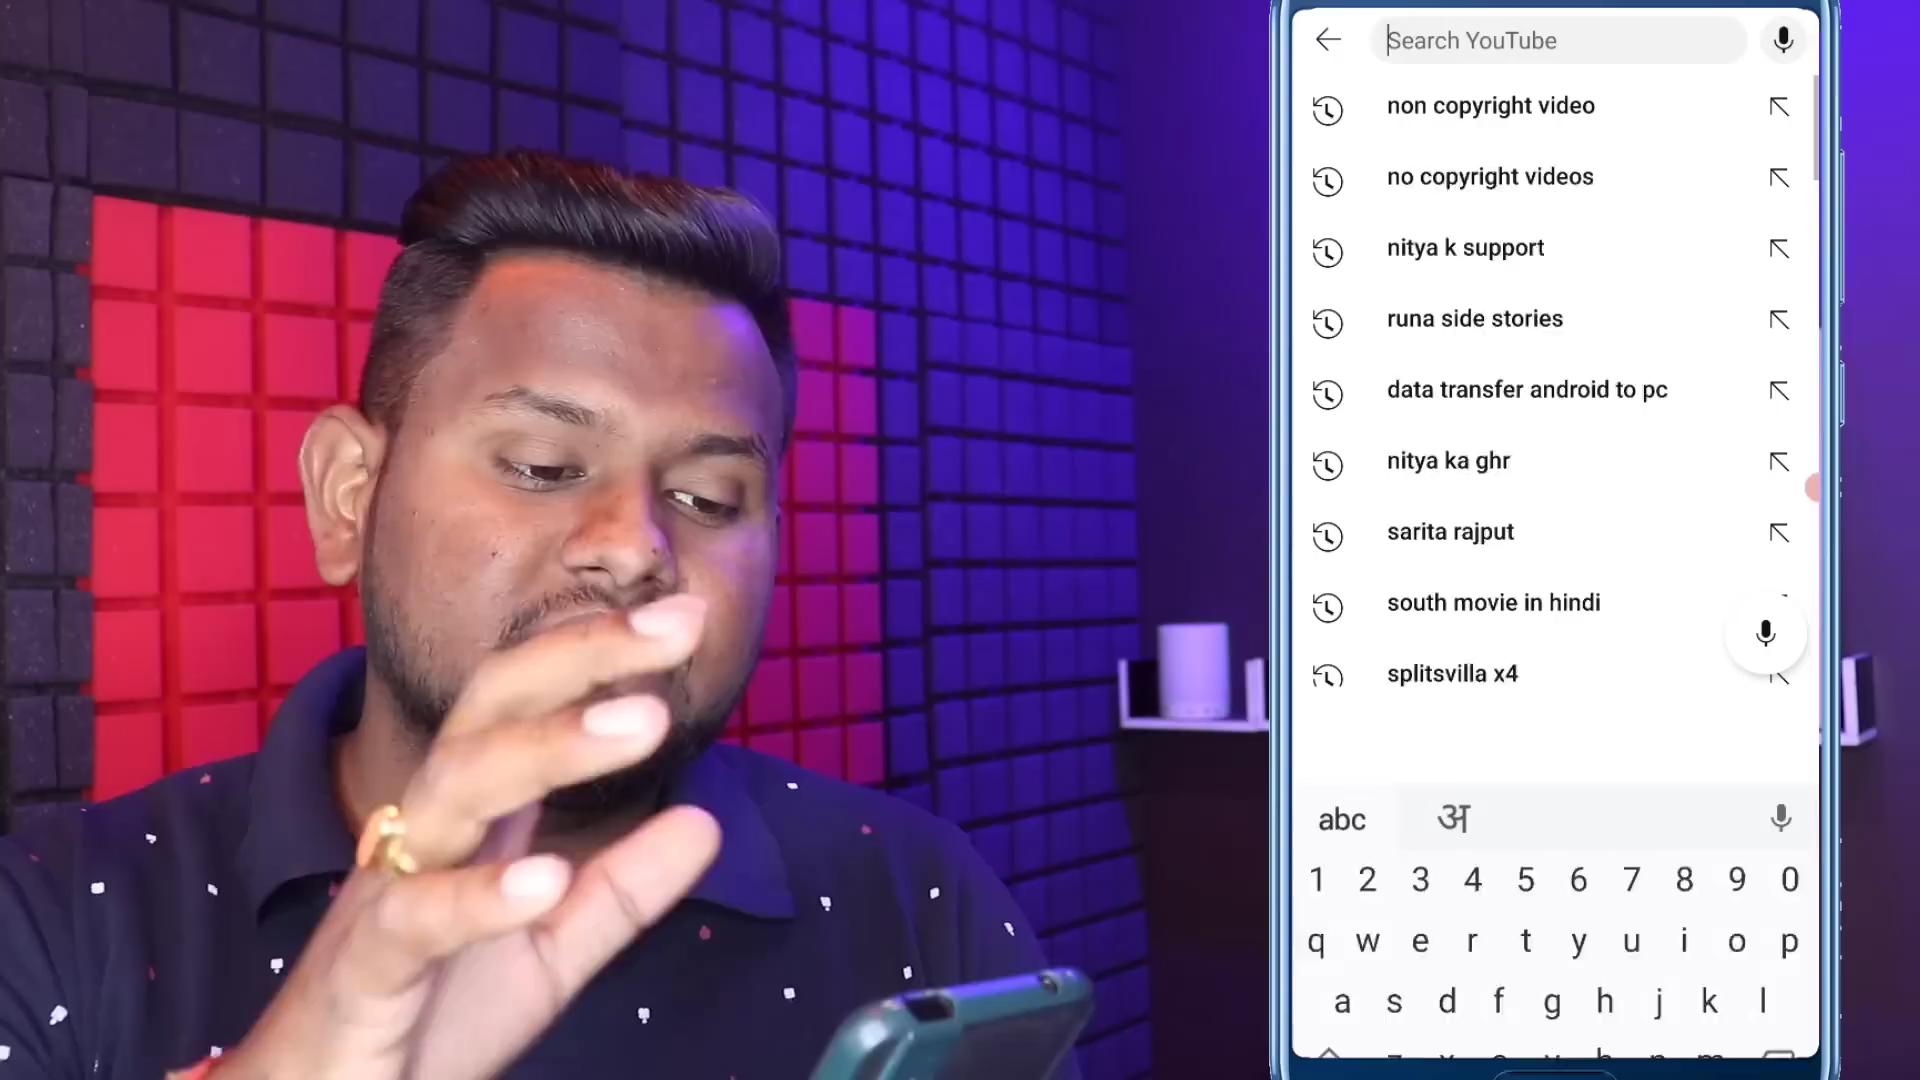 Search YouTube
non copyright video
no copyright videos
nitya k support
runa side stories
data transfer android to pc
nitya ka ghr
sarita rajput
south movie in hindi
splitsvilla x4
abc अ
1 2 3 4 5 6 7 8 9 0
q w e r t y u i o p
a s d f g h j k l